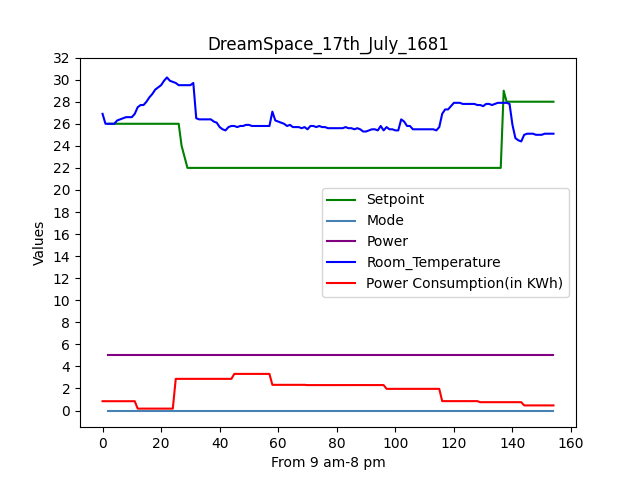 DreamSpace_17th_July_1681
32
30
28
26
24
22
20
18
16
14
12
10
8
6
4
2
0
Values
Setpoint
Mode
Power
Room_Temperature
Power Consumption(in KWh)
0 20 40 60 80 100 120 140 160
From 9 am-8 pm